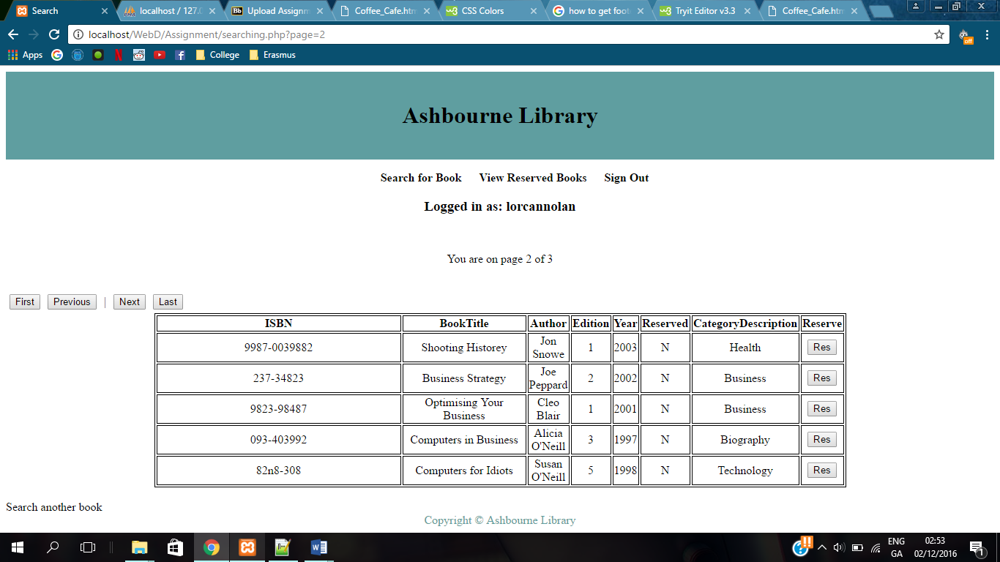 Search
localhost / 127.0
Upload Assignm
Coffee_Cafe.htm
CSS Colors
how to get foot
Tryit Editor v3.3
Coffee_Cafe.htm
localhost/WebD/Assignment/searching.php?page=2
Apps
College
Erasmus
off
Ashbourne Library
Search for Book View Reserved Books Sign Out
Logged in as: lorcannolan
You are on page 2 of 3
First Previous | Next Last
ISBN BookTitle Author Edition Year Reserved CategoryDescription Reserve
9987-0039882 Shooting Historey Jon Snowe 1 2003 N Health Res
237-34823 Business Strategy Joe Peppard 2 2002 N Business Res
9823-98487 Optimising Your Business Cleo Blair 1 2001 N Business Res
093-403992 Computers in Business Alicia O'Neill 3 1997 N Biography Res
82n8-308 Computers for Idiots Susan O'Neill 5 1998 N Technology Res
Search another book
Copyright © Ashbourne Library
ENG
GA
02:53
02/12/2016
1